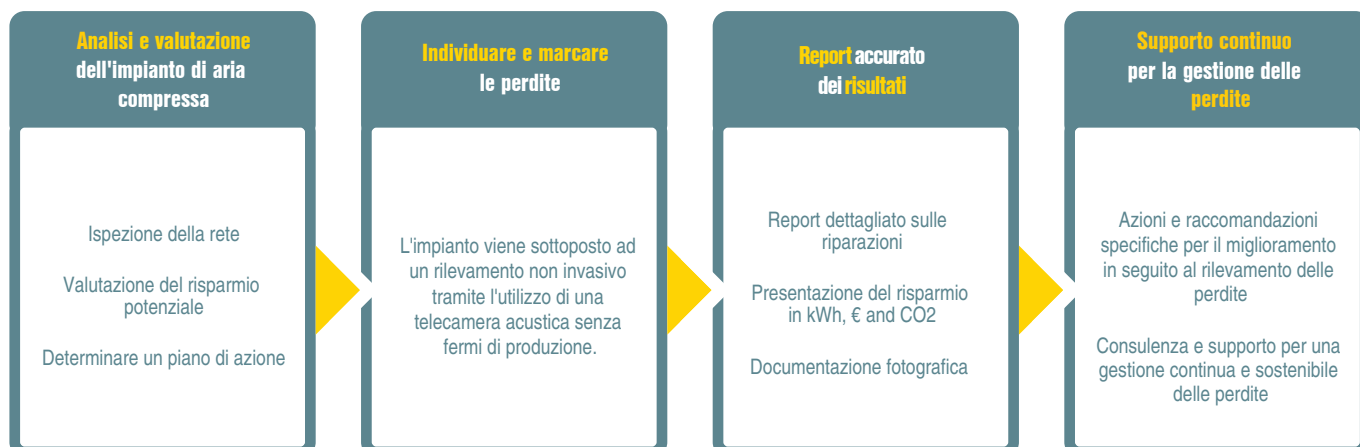 Analisi e valutazione
dell'impianto di aria
compressa
Ispezione della rete
Valutazione del risparmio
potenziale
Determinare un piano di azione
Individuare e marcare
le perdite
L'impianto viene sottoposto ad
un rilevamento non invasivo
tramite l'utilizzo di una
telecamera acustica senza
fermi di produzione.
Report accurato
dei risultati
Report dettagliato sulle
riparazioni
Presentazione del risparmio
in kWh, € and CO2
Documentazione fotografica
Supporto continuo
per la gestione delle
perdite
Azioni e raccomandazioni
specifiche per il miglioramento
in seguito al rilevamento delle
perdite
Consulenza e supporto per una
gestione continua e sostenibile
delle perdite